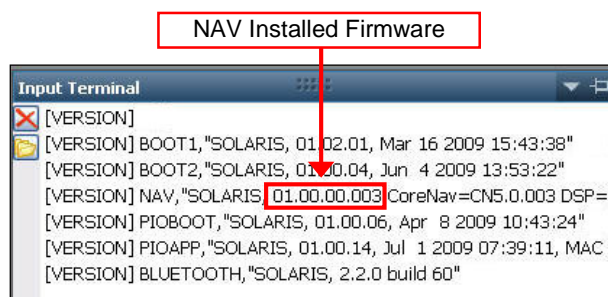 NAV Installed Firmware
Input Terminal
[VERSION]
[VERSION] BOOT1,"SOLARIS, 01.02.01, Mar 16 2009 15:43:38"
[VERSION] BOOT2,"SOLARIS, 01.00.04, Jun 4 2009 13:53:22"
[VERSION] NAV,"SOLARIS, 01.00.00.003 CoreNav=CN5.0.003 DSP=
[VERSION] PIOBOOT,"SOLARIS, 01.00.06, Apr 8 2009 10:43:24"
[VERSION] PIOAPP,"SOLARIS, 01.00.14, Jul 1 2009 07:39:11, MAC
[VERSION] BLUETOOTH,"SOLARIS, 2.2.0 build 60"